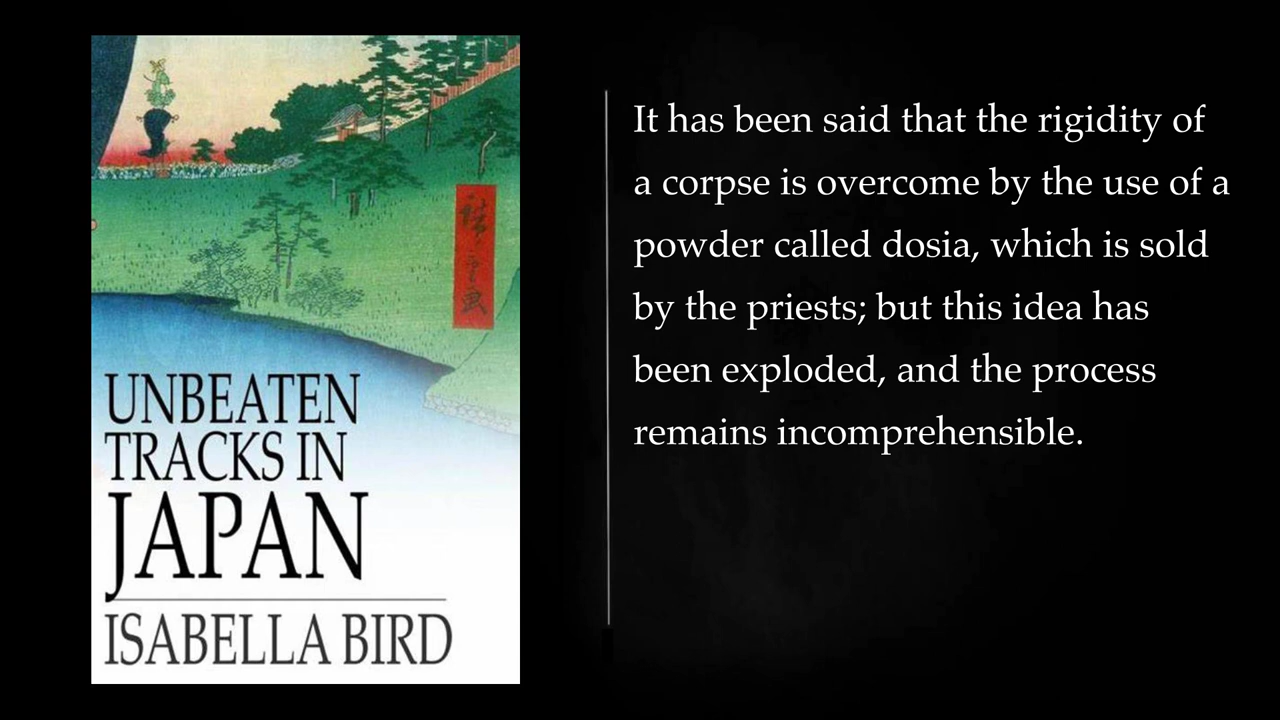 UNBEATEN
TRACKS IN
JAPAN
ISABELLA BIRD
It has been said that the rigidity of
a corpse is overcome by the use of a
powder called dosia, which is sold
by the priests; but this idea has
been exploded, and the process
remains incomprehensible.